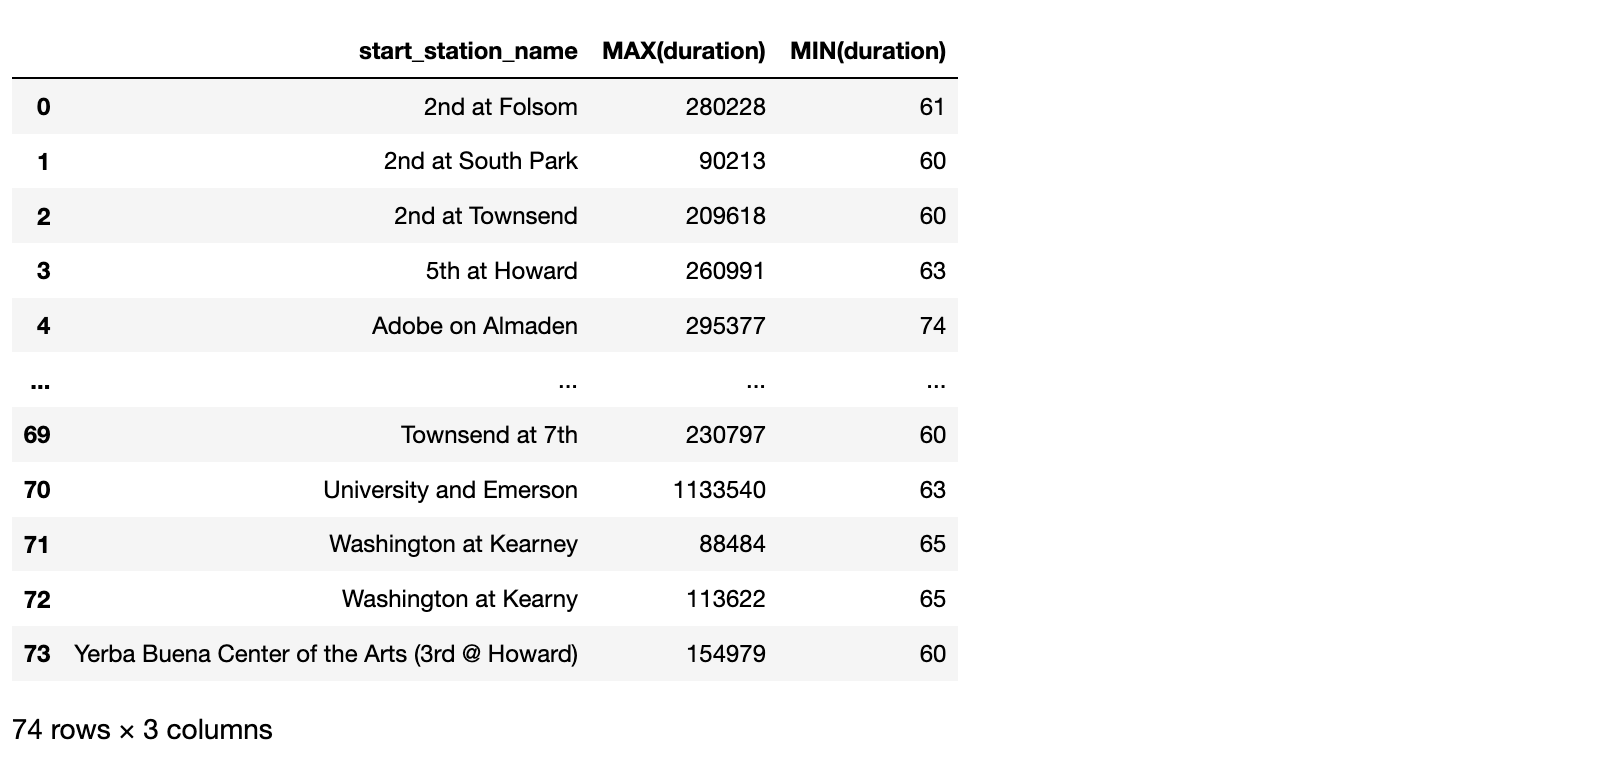 start_station_name MAX(duration) MIN(duration)
0 2nd at Folsom 280228 61
1 2nd at South Park 90213 60
2 2nd at Townsend 209618 60
3 5th at Howard 260991 63
4 Adobe on Almaden 295377 74
... ... ... ...
69 Townsend at 7th 230797 60
70 University and Emerson 1133540 63
71 Washington at Kearney 88484 65
72 Washington at Kearny 113622 65
73 Yerba Buena Center of the Arts (3rd @ Howard) 154979 60
74 rows × 3 columns